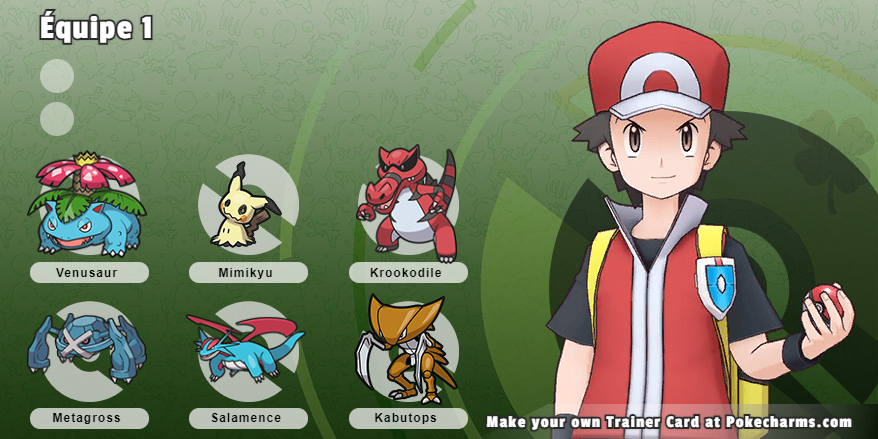 Équipe 1
Venusaur
Mimikyu
Krookodile
Metagross
Salamence
Kabutops
Make your own Trainer Card at Pokecharms.com